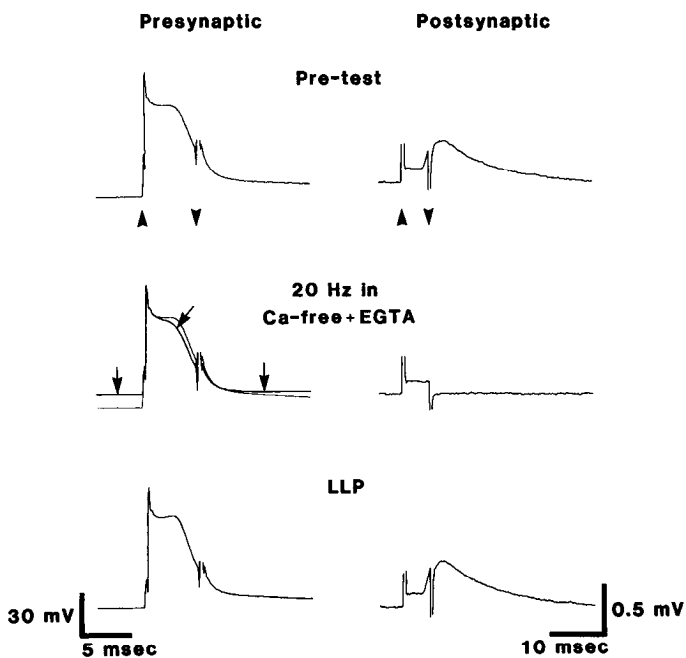 Presynaptic
Postsynaptic
Pre-test
20 Hz in
Ca-free+EGTA
LLP
30 mV
5 msec
0.5 mV
10 msec